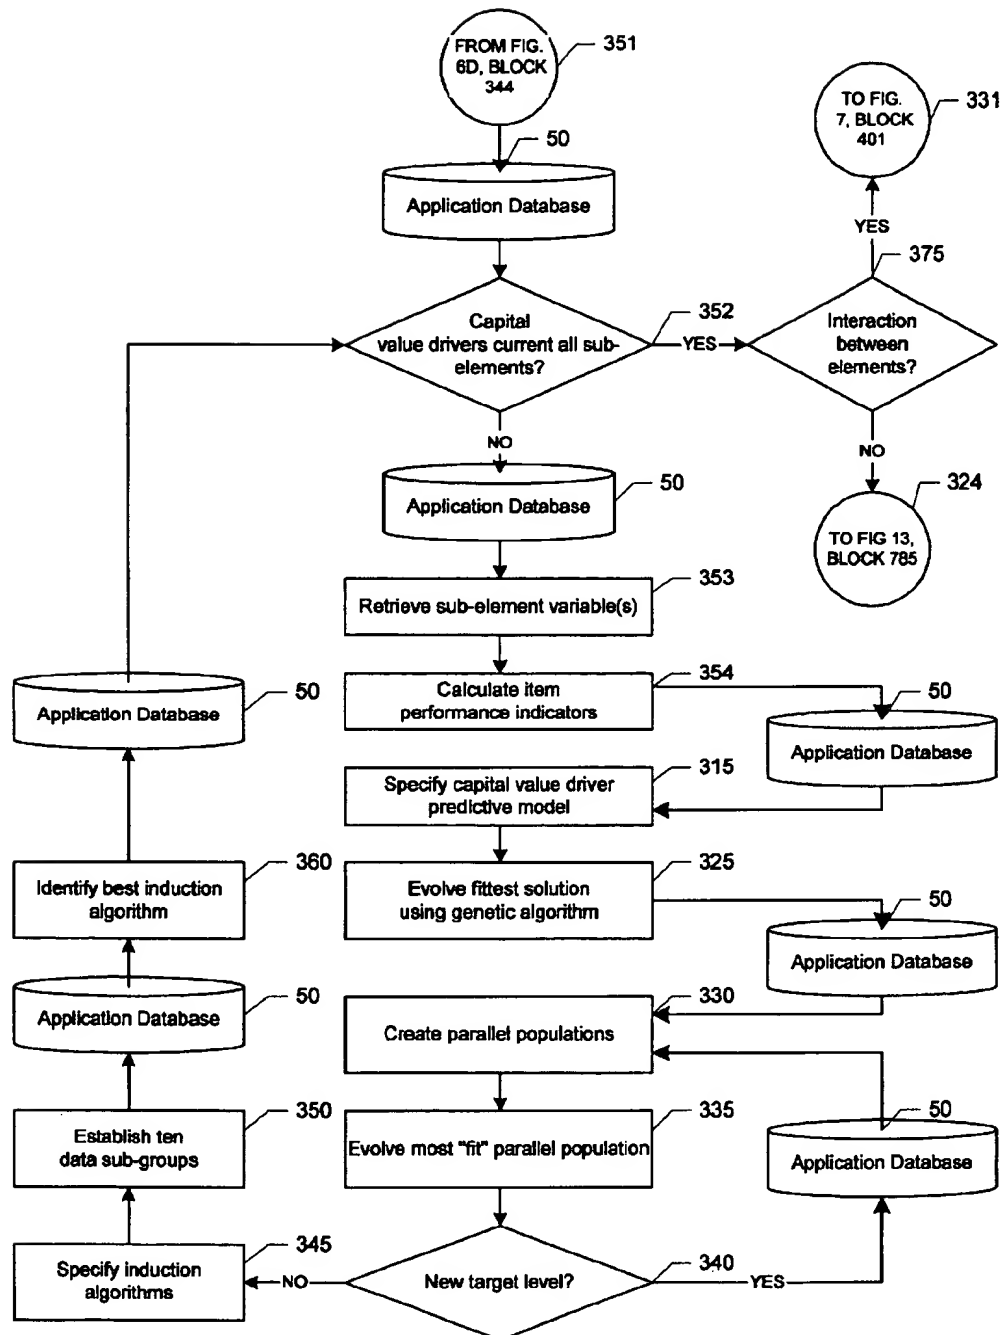 FROM FIG.
6D, BLOCK
344
351
TO FIG.
7, BLOCK
401
331
50
Application Database
YES
375
Capital
value drivers current all sub-
elements?
352
YES
Interaction
between
elements?
NO
NO
Application Database
50
324
TO FIG 13,
BLOCK 785
Retrieve sub-element variable(s)
353
Application Database
50
Calculate item
performance indicators
354
50
Application Database
Specify capital value driver
predictive model
315
Identify best induction
algorithm
360
Evolve fittest solution
using genetic algorithm
325
50
Application Database
Application Database
50
Create parallel populations
330
Establish ten
data sub-groups
350
Evolve most "fit" parallel population
335
50
Application Database
Specify induction
algorithms
345
NO
New target level?
340
YES